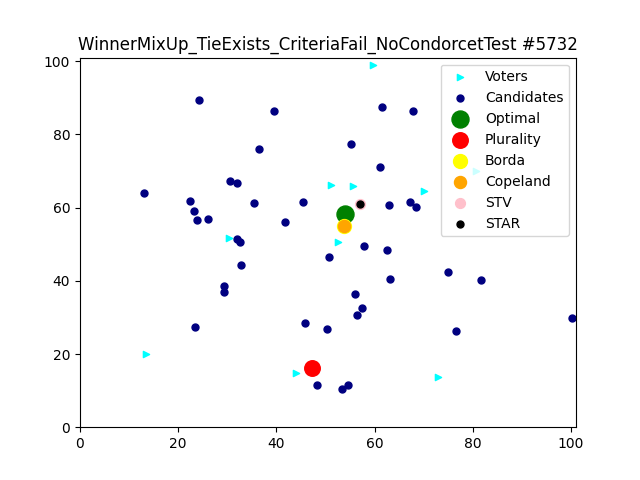 WinnerMixUp_TieExists_CriteriaFail_NoCondorcetTest #5732
100
80
60
40
20
0
0
20
40
60
80
100
Voters
Candidates
Optimal
Plurality
Borda
Copeland
STV
STAR